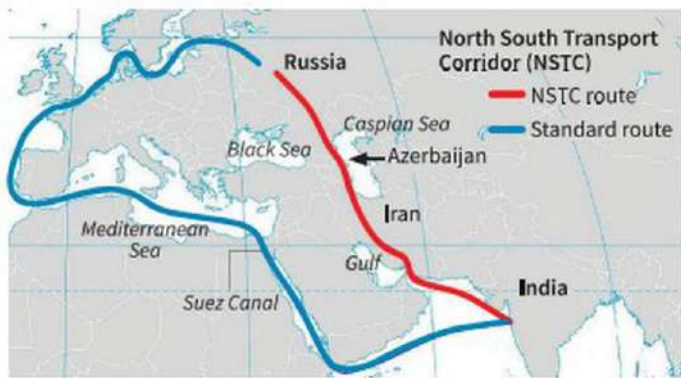 North South Transport
Corridor (NSTC)
NSTC route
Standard route
Russia
Caspian Sea
Black Sea
Azerbaijan
Iran
Mediterranean
Sea
Gulf
Suez Canal
India